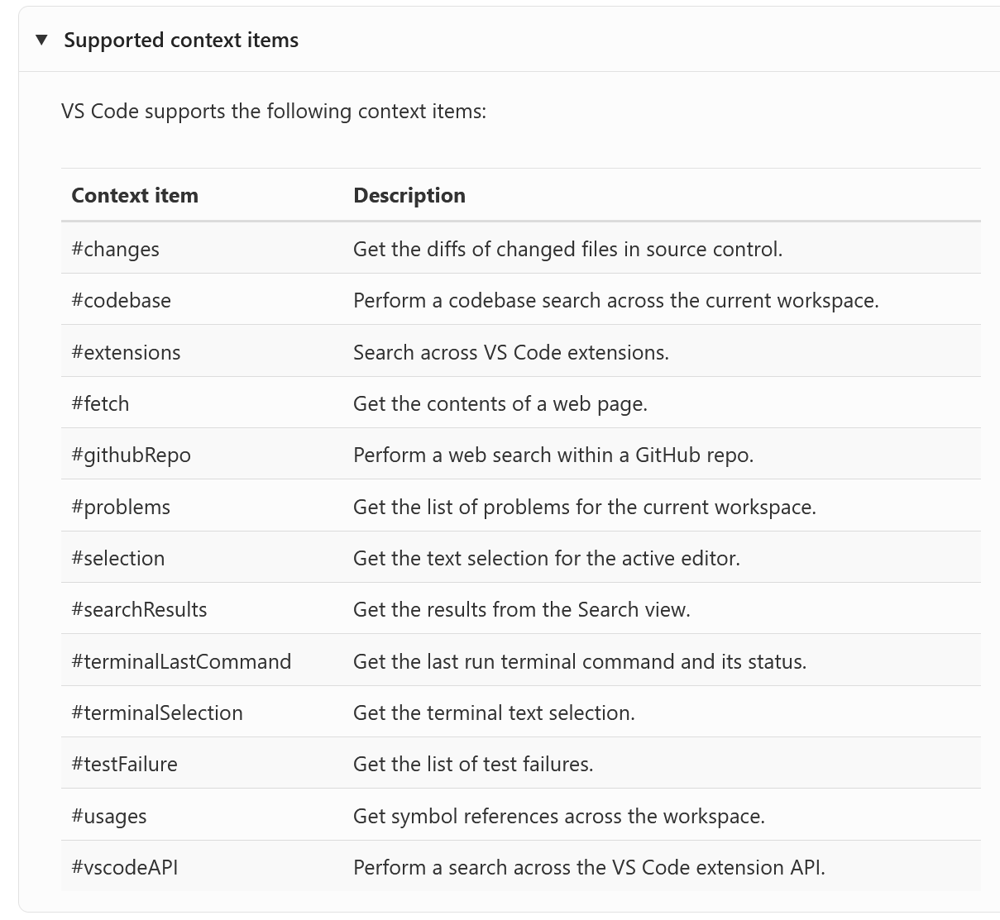 Supported context items
VS Code supports the following context items:
Context item Description
#changes Get the diffs of changed files in source control.
#codebase Perform a codebase search across the current workspace.
#extensions Search across VS Code extensions.
#fetch Get the contents of a web page.
#githubRepo Perform a web search within a GitHub repo.
#problems Get the list of problems for the current workspace.
#selection Get the text selection for the active editor.
#searchResults Get the results from the Search view.
#terminalLastCommand Get the last run terminal command and its status.
#terminalSelection Get the terminal text selection.
#testFailure Get the list of test failures.
#usages Get symbol references across the workspace.
#vscodeAPI Perform a search across the VS Code extension API.